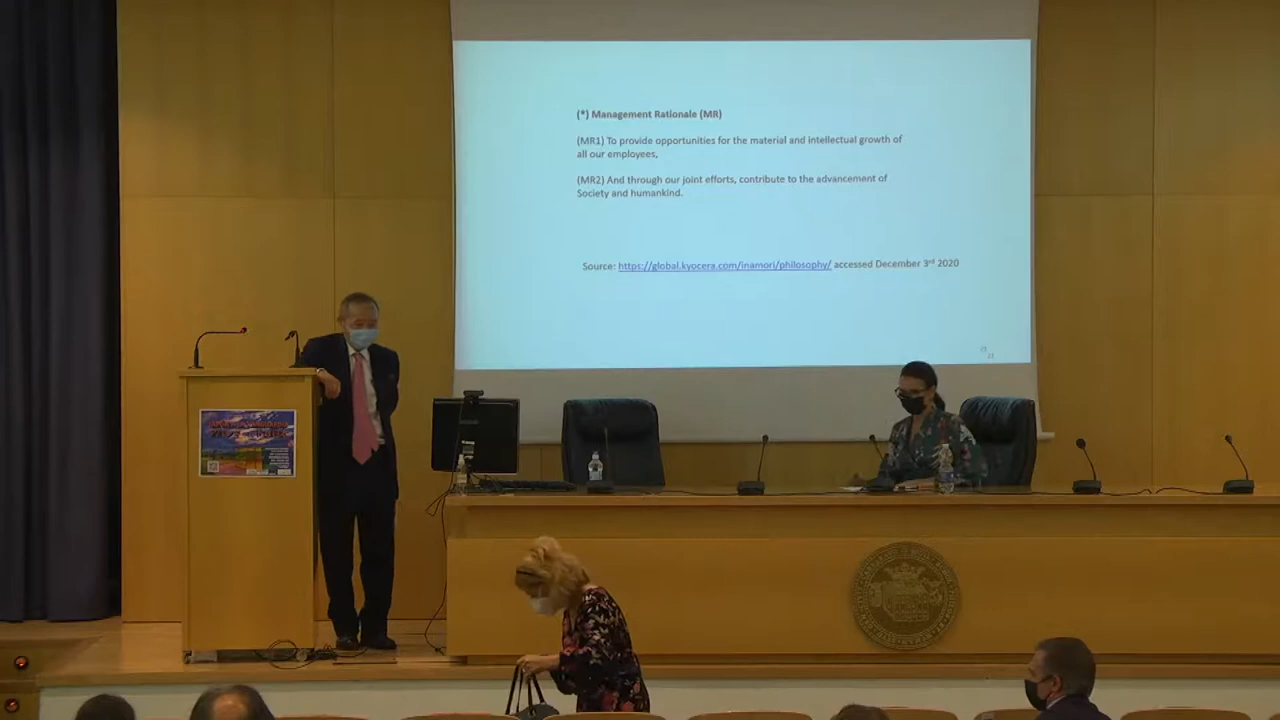 (*) Management Rationale (MR)
(MR1) To provide opportunities for the material and intellectual growth of
all our employees,
(MR2) And through our joint efforts, contribute to the advancement of
Society and humankind.
Source: https://global.kyocera.com/inamori/philosophy/ accessed December 3rd 2020